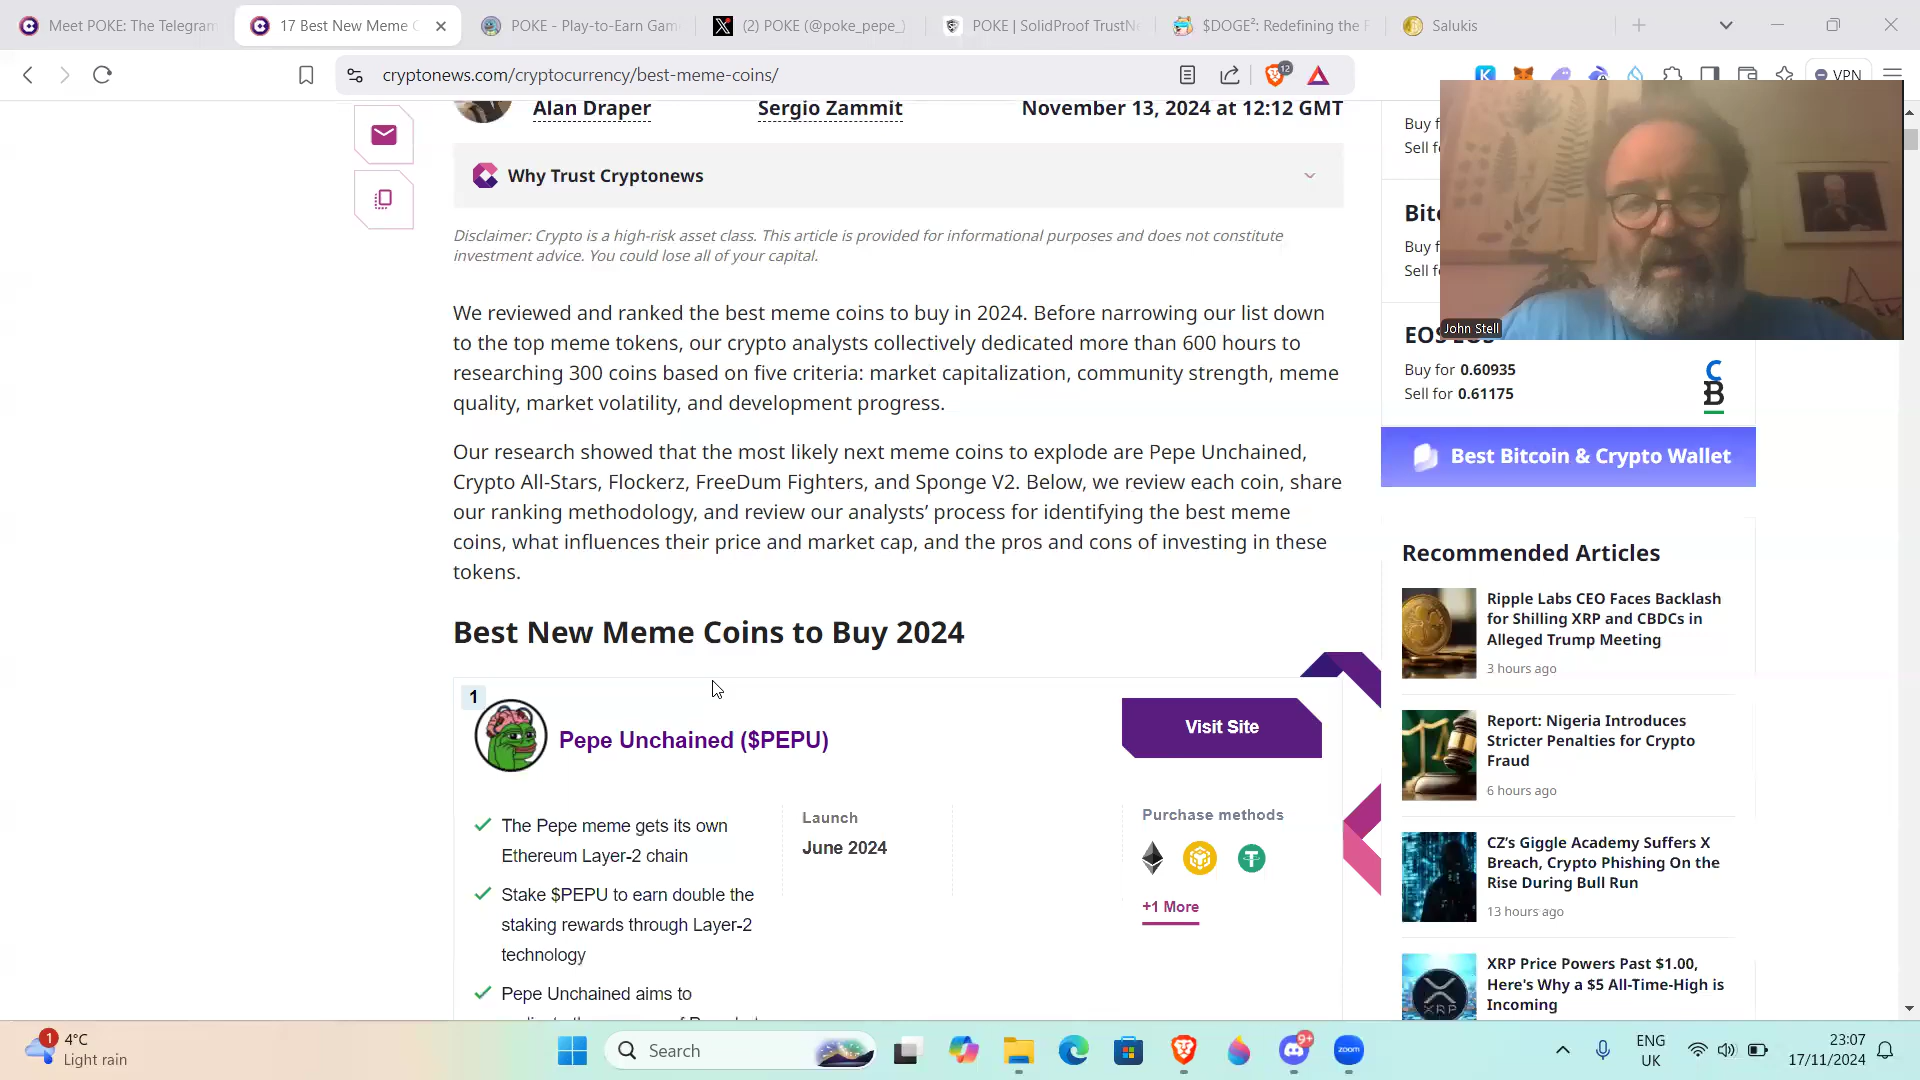 Meet POKE: The Telegram
17 Best New Meme C
POKE - Play-to-Earn Game
(2) POKE (@poke_pepe_)
POKE | SolidProof TrustNe
$DOGE²: Redefining the F
Salukis
cryptonews.com/cryptocurrency/best-meme-coins/
12
VPN
Alan Draper
Sergio Zammit
November 13, 2024 at 12:12 GMT
Why Trust Cryptonews
Disclaimer: Crypto is a high-risk asset class. This article is provided for informational purposes and does not constitute
investment advice. You could lose all of your capital.
We reviewed and ranked the best meme coins to buy in 2024. Before narrowing our list down
to the top meme tokens, our crypto analysts collectively dedicated more than 600 hours to
researching 300 coins based on five criteria: market capitalization, community strength, meme
quality, market volatility, and development progress.
Our research showed that the most likely next meme coins to explode are Pepe Unchained,
Crypto All-Stars, Flockerz, FreeDum Fighters, and Sponge V2. Below, we review each coin, share
our ranking methodology, and review our analysts’ process for identifying the best meme
coins, what influences their price and market cap, and the pros and cons of investing in these
tokens.
Best New Meme Coins to Buy 2024
1
Pepe Unchained ($PEPU)
Visit Site
The Pepe meme gets its own
Ethereum Layer-2 chain
Stake $PEPU to earn double the
staking rewards through Layer-2
technology
Pepe Unchained aims to
Launch
June 2024
Purchase methods
+1 More
Buy f
Sell f
Bit
Buy f
Sell f
John Stell
EOS EOS
Buy for 0.60935
Sell for 0.61175
Best Bitcoin & Crypto Wallet
Recommended Articles
Ripple Labs CEO Faces Backlash
for Shilling XRP and CBDCs in
Alleged Trump Meeting
3 hours ago
Report: Nigeria Introduces
Stricter Penalties for Crypto
Fraud
6 hours ago
CZ’s Giggle Academy Suffers X
Breach, Crypto Phishing On the
Rise During Bull Run
13 hours ago
XRP Price Powers Past $1.00,
Here's Why a $5 All-Time-High is
Incoming
XRP
1
4°C
Light rain
Search
9+
zoom
ENG
UK
23:07
17/11/2024